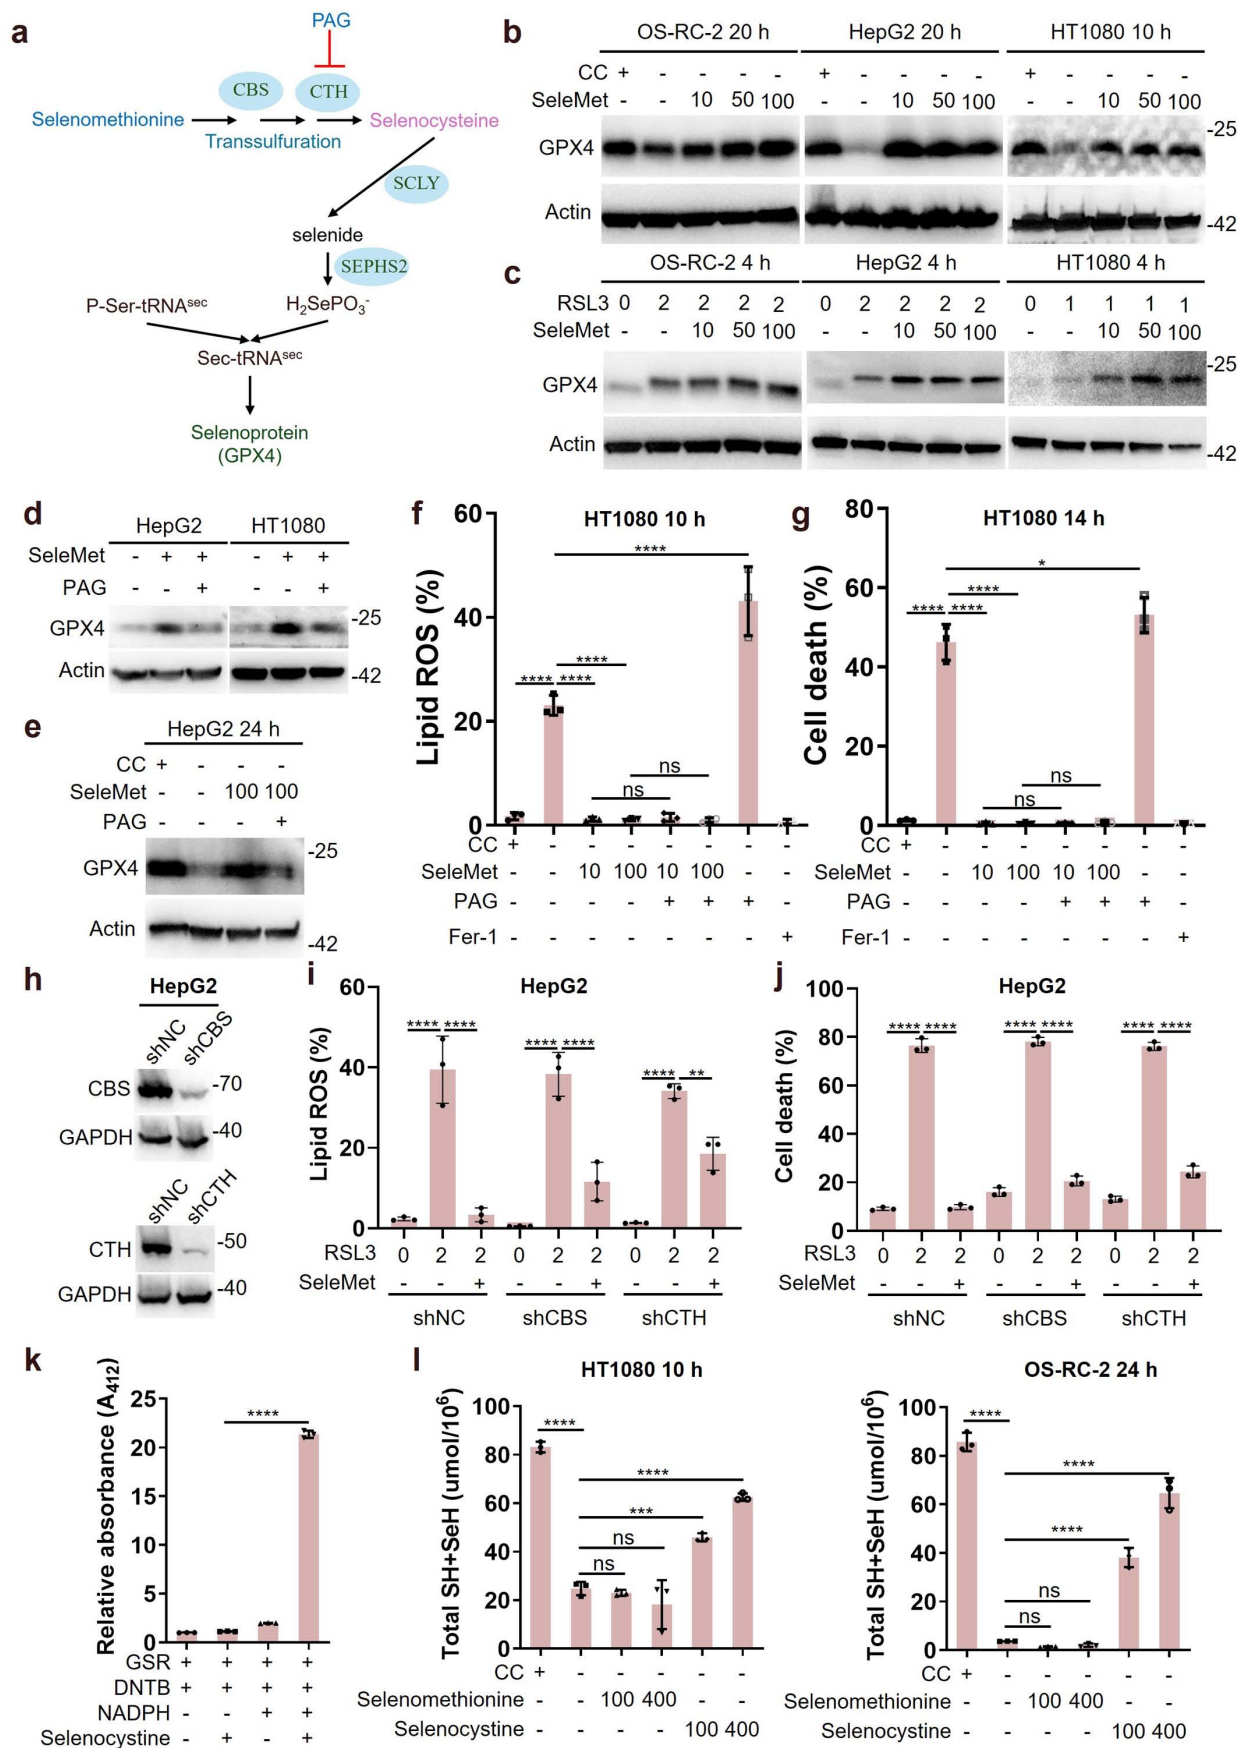 a
PAG
CBS
CTH
Selenomethionine
Selenocysteine
Transsulfuration
SCLY
selenide
SEPHS2
P-Ser-tRNAsec
H2SePO3-
Sec-tRNAsec
Selenoprotein
(GPX4)
b
OS-RC-2 20 h HepG2 20 h HT1080 10 h
CC + - - - - + - - - - + - - - -
SeleMet - - 10 50 100 - - 10 50 100 - - 10 50 100
GPX4 -25
Actin -42
c
OS-RC-2 4 h HepG2 4 h HT1080 4 h
RSL3 0 2 2 2 2 0 2 2 2 2 0 1 1 1 1
SeleMet - - 10 50 100 - - 10 50 100 - - 10 50 100
GPX4 -25
Actin -42
d
HepG2 HT1080
SeleMet - + + - + +
PAG - - + - - +
GPX4 -25
Actin -42
e
HepG2 24 h
CC + - - -
SeleMet - - 100 100
PAG - - - +
GPX4 -25
Actin -42
f
HT1080 10 h
Lipid ROS (%)
60
40
20
0
****
****
**** ****
ns
ns
CC + - - - - - - -
SeleMet - - 10 100 10 100 - -
PAG - - - - + + + -
Fer-1 - - - - - - - +
g
HT1080 14 h
Cell death (%)
80
60
40
20
0
*
****
**** ****
ns
ns
CC + - - - - - - -
SeleMet - - 10 100 10 100 - -
PAG - - - - + + + -
Fer-1 - - - - - - - +
h
HepG2
shNC shCBS
CBS -70
GAPDH -40
shNC shCTH
CTH -50
GAPDH -40
i
HepG2
Lipid ROS (%)
60
40
20
0
**** **** **** **** **** **
RSL3 0 2 2 0 2 2 0 2 2
SeleMet - - + - - + - - +
shNC shCBS shCTH
j
HepG2
Cell death (%)
100
80
60
40
20
0
**** **** **** **** **** ****
RSL3 0 2 2 0 2 2 0 2 2
SeleMet - - + - - + - - +
shNC shCBS shCTH
k
Relative absorbance (A412)
25
20
15
10
5
0
****
GSR + + + +
DNTB + + + +
NADPH - - + +
Selenocystine - + - +
l
HT1080 10 h
Total SH+SeH (umol/106)
100
80
60
40
20
0
****
****
***
ns
ns
CC + - - - - -
Selenomethionine - - 100 400 - -
Selenocystine - - - - 100 400
OS-RC-2 24 h
Total SH+SeH (umol/106)
100
80
60
40
20
0
****
****
****
ns
ns
CC + - - - - -
Selenomethionine - - 100 400 - -
Selenocystine - - - - 100 400